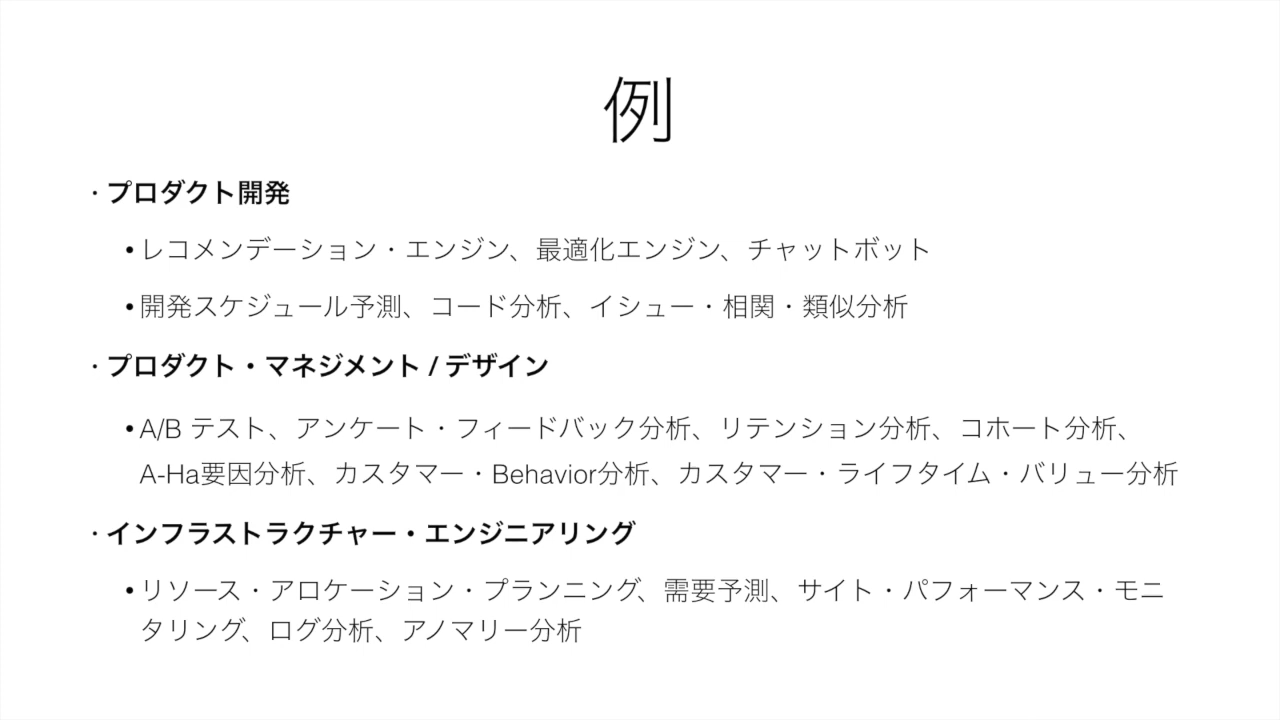 例
・プロダクト開発
•レコメンデーション・エンジン、最適化エンジン、チャットボット
•開発スケジュール予測、コード分析、イシュー・相関・類似分析
・プロダクト・マネジメント / デザイン
•A/B テスト、アンケート・フィードバック分析、リテンション分析、コホート分析、
A-Ha要因分析、カスタマー・Behavior分析、カスタマー・ライフタイム・バリュー分析
・インフラストラクチャー・エンジニアリング
•リソース・アロケーション・プランニング、需要予測、サイト・パフォーマンス・モニ
タリング、ログ分析、アノマリー分析